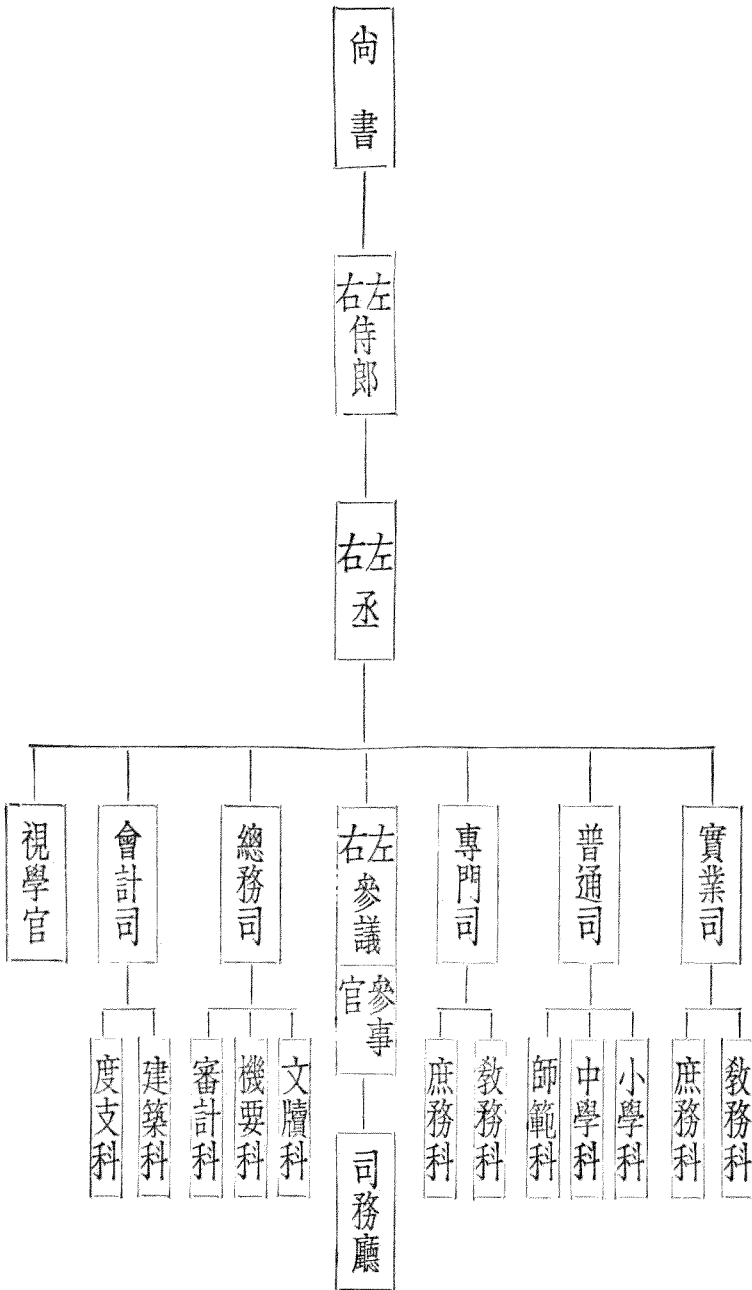 尚書
左右侍郎
左右丞
實業司
普通司
專門司
左右參議
參事官
總務司
會計司
視學官
教務科
庶務科
小學科
中學科
師範科
教務科
庶務科
文牘科
機要科
審計科
建築科
度支科
司務廳